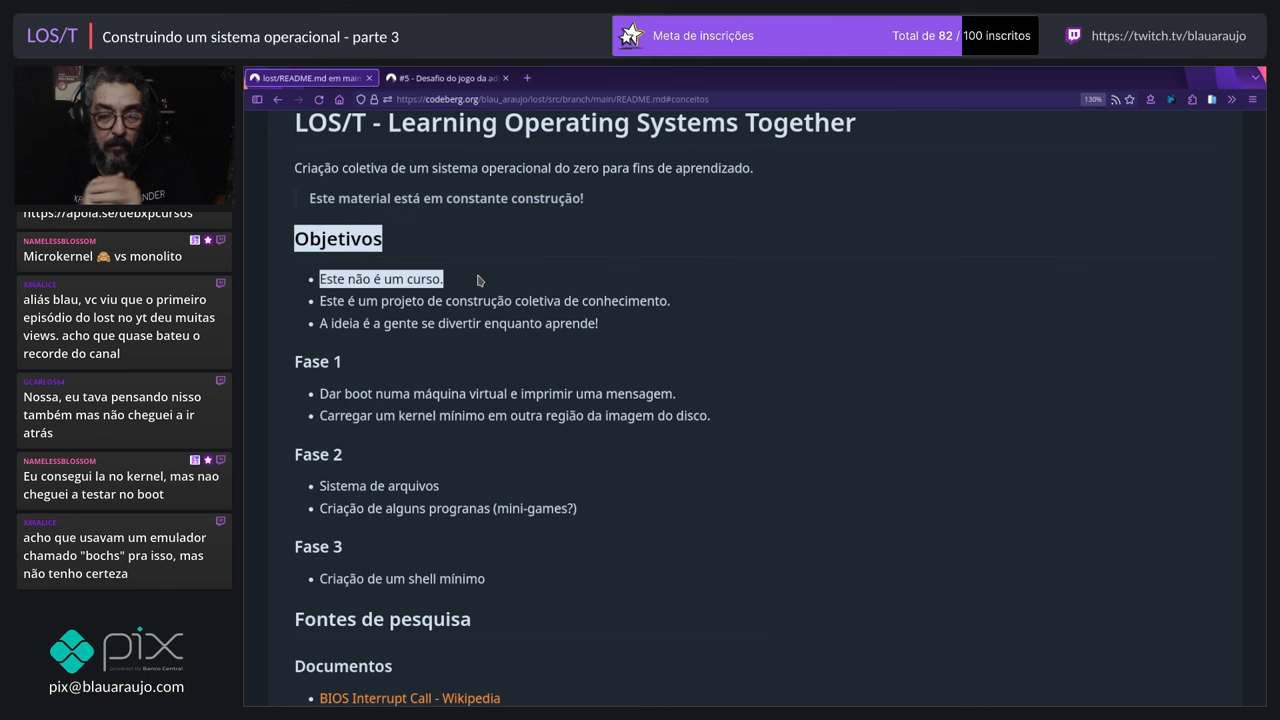 LOS/T
Construindo um sistema operacional - parte 3
Meta de inscrições
Total de 82 / 100 inscritos
https://twitch.tv/blauaraujo
https://apoia.se/debxpcursos
NAMELESSBLOSSOM
Microkernel 🙈 vs monolito
X86ALICE
aliás blau, vc viu que o primeiro
episódio do lost no yt deu muitas
views. acho que quase bateu o
recorde do canal
GCARLOS64
Nossa, eu tava pensando nisso
também mas não cheguei a ir
atrás
NAMELESSBLOSSOM
Eu consegui la no kernel, mas nao
cheguei a testar no boot
X86ALICE
acho que usavam um emulador
chamado "bochs" pra isso, mas
não tenho certeza
pix
powered by Banco Central
pix@blauaraujo.com
lost/README.md em main
#5 - Desafio do jogo da adi
https://codeberg.org/blau_araujo/lost/src/branch/main/README.md#conceitos
130%
LOS/T - Learning Operating Systems Together
Criação coletiva de um sistema operacional do zero para fins de aprendizado.
Este material está em constante construção!
Objetivos
• Este não é um curso.
• Este é um projeto de construção coletiva de conhecimento.
• A ideia é a gente se divertir enquanto aprende!
Fase 1
• Dar boot numa máquina virtual e imprimir uma mensagem.
• Carregar um kernel mínimo em outra região da imagem do disco.
Fase 2
• Sistema de arquivos
• Criação de alguns progranas (mini-games?)
Fase 3
• Criação de um shell mínimo
Fontes de pesquisa
Documentos
• BIOS Interrupt Call - Wikipedia